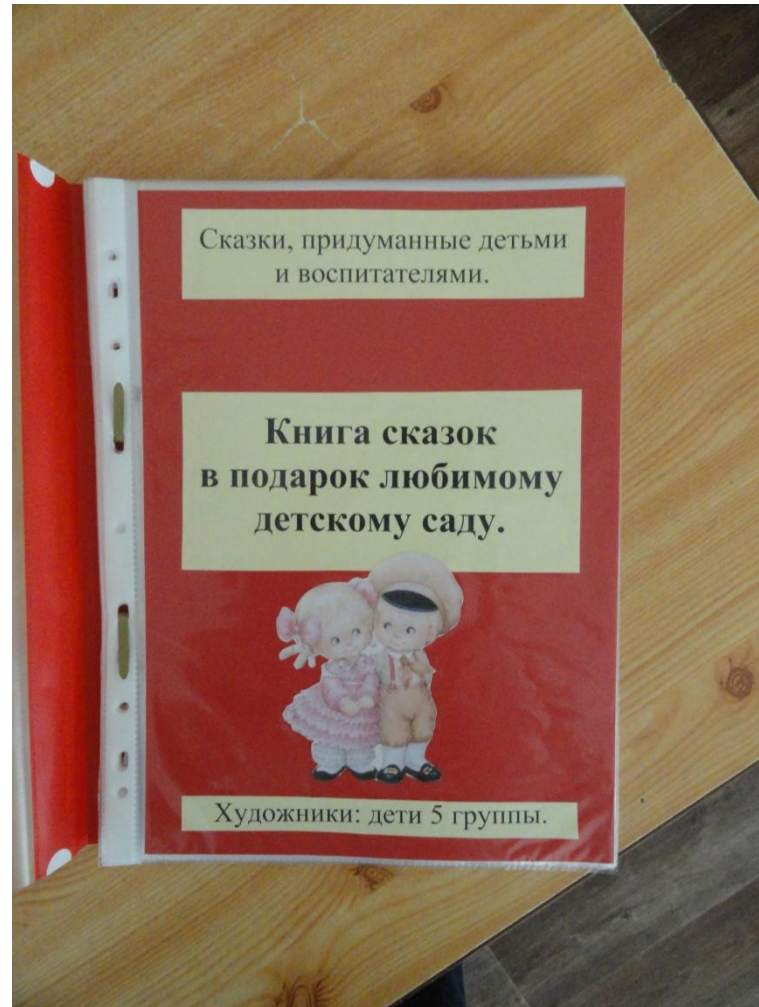 Сказки, придуманные детьми
и воспитателями.
Книга сказок
в подарок любимому
детскому саду.
Художники: дети 5 группы.